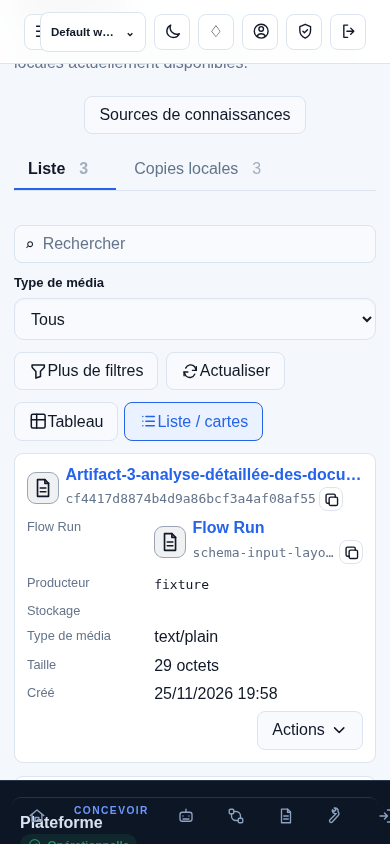 Default w…
locales actuellement disponibles.
Sources de connaissances
Liste 3 Copies locales 3
Rechercher
Type de média
Tous
Plus de filtres Actualiser
Tableau Liste / cartes
Artifact-3-analyse-détaillée-des-docu…
cf4417d8874b4d9a86bcf3a4af08af55
Flow Run Flow Run
schema-input-layo…
Producteur fixture
Stockage
Type de média text/plain
Taille 29 octets
Créé 25/11/2026 19:58
Actions
CONCEVOIR
Plateforme
Opérationnelle